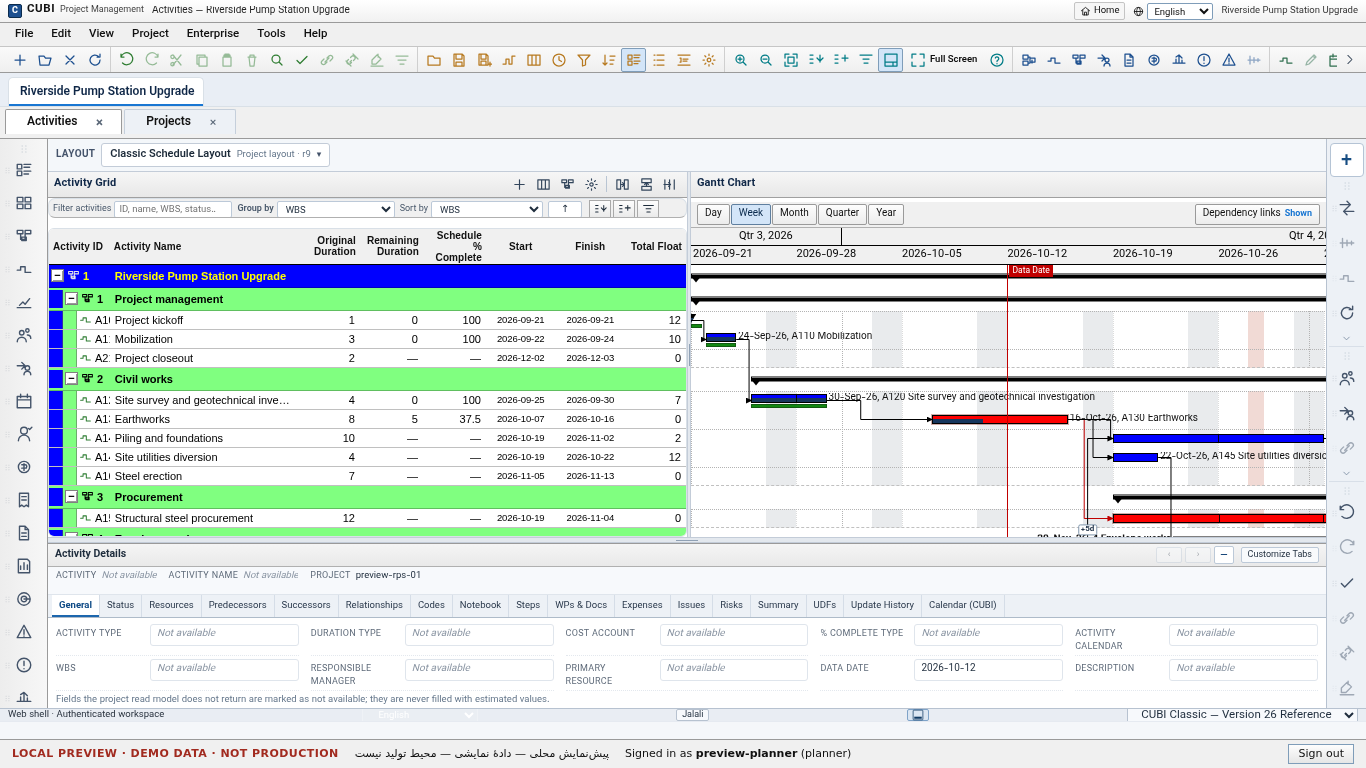 CUBI Project Management Activities — Riverside Pump Station Upgrade Home English Riverside Pump Station Upgrade
File Edit View Project Enterprise Tools Help
Full Screen
Riverside Pump Station Upgrade
Activities × Projects ×
LAYOUT Classic Schedule Layout Project layout · r9
Activity Grid
Filter activities ID, name, WBS, status.. Group by WBS Sort by WBS
Activity ID Activity Name Original Duration Remaining Duration Schedule % Complete Start Finish Total Float
1 Riverside Pump Station Upgrade
1 Project management
Project kickoff 1 0 100 2026-09-21 2026-09-21 12
Mobilization 3 0 100 2026-09-22 2026-09-24 10
Project closeout 2 — — 2026-12-02 2026-12-03 0
2 Civil works
Site survey and geotechnical inve… 4 0 100 2026-09-25 2026-09-30 7
Earthworks 8 5 37.5 2026-10-07 2026-10-16 0
Piling and foundations 10 — — 2026-10-19 2026-11-02 2
Site utilities diversion 4 — — 2026-10-19 2026-10-22 12
Steel erection 7 — — 2026-11-05 2026-11-13 0
3 Procurement
Structural steel procurement 12 — — 2026-10-19 2026-11-04 0
Gantt Chart
Day Week Month Quarter Year Dependency links Shown
Qtr 3, 2026 Qtr 4,
2026-09-21 2026-09-28 2026-10-05 2026-10-12 2026-10-19 2026-10-26
Data Date
24-Sep-26, A110 Mobilization
30-Sep-26, A120 Site survey and geotechnical investigation
16-Oct-26, A130 Earthworks
22-Oct-26, A145 Site utilities
+5d
Activity Details
Customize Tabs
ACTIVITY Not available ACTIVITY NAME Not available PROJECT preview-rps-01
General Status Resources Predecessors Successors Relationships Codes Notebook Steps WPs & Docs Expenses Issues Risks Summary UDFs Update History Calendar (CUBI)
ACTIVITY TYPE Not available DURATION TYPE Not available COST ACCOUNT Not available % COMPLETE TYPE Not available ACTIVITY CALENDAR Not available
WBS Not available RESPONSIBLE MANAGER Not available PRIMARY RESOURCE Not available DATA DATE 2026-10-12 DESCRIPTION Not available
Fields the project read model does not return are marked as not available; they are never filled with estimated values.
Web shell · Authenticated workspace English Jalali CUBI Classic — Version 26 Reference
LOCAL PREVIEW · DEMO DATA · NOT PRODUCTION پیش‌نمایش محلی — دادهٔ نمایشی — محیط تولید نیست Signed in as preview-planner (planner) Sign out